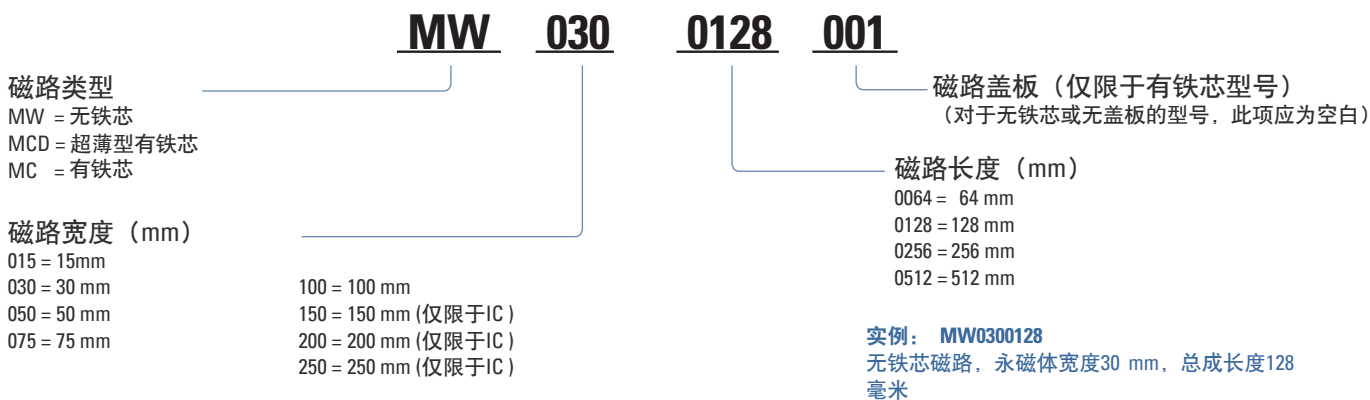 MW 030 0128 001
磁路类型
MW = 无铁芯
MCD = 超薄型有铁芯
MC = 有铁芯
磁路宽度（mm）
015 = 15mm
030 = 30 mm
050 = 50 mm
075 = 75 mm
100 = 100 mm
150 = 150 mm (仅限于IC )
200 = 200 mm (仅限于IC )
250 = 250 mm (仅限于IC )
磁路盖板（仅限于有铁芯型号）
（对于无铁芯或无盖板的型号，此项应为空白）
磁路长度（mm）
0064 = 64 mm
0128 = 128 mm
0256 = 256 mm
0512 = 512 mm
实例： MW0300128
无铁芯磁路，永磁体宽度30 mm，总成长度128
毫米